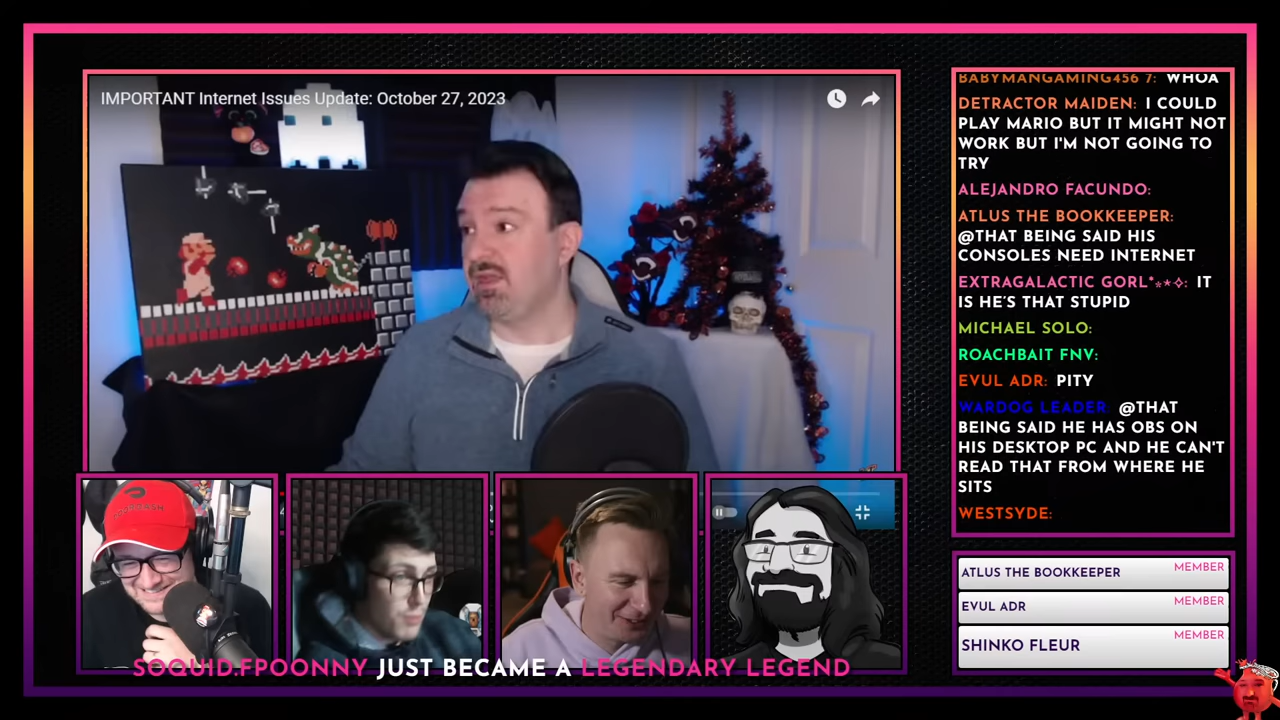 IMPORTANT Internet Issues Update: October 27, 2023
BABYMANGAMING456 7: WHOA
DETRACTOR MAIDEN: I COULD
PLAY MARIO BUT IT MIGHT NOT
WORK BUT I'M NOT GOING TO
TRY
ALEJANDRO FACUNDO:
ATLUS THE BOOKKEEPER:
@THAT BEING SAID HIS
CONSOLES NEED INTERNET
EXTRAGALACTIC GORL*⁎⁎✧: IT
IS HE'S THAT STUPID
MICHAEL SOLO:
ROACHBAIT FNV:
EVUL ADR: PITY
WARDOG LEADER: @THAT
BEING SAID HE HAS OBS ON
HIS DESKTOP PC AND HE CAN'T
READ THAT FROM WHERE HE
SITS
WESTSYDE:
ATLUS THE BOOKKEEPER MEMBER
EVUL ADR MEMBER
SHINKO FLEUR MEMBER
SOQUID.FPOONNY JUST BECAME A LEGENDARY LEGEND